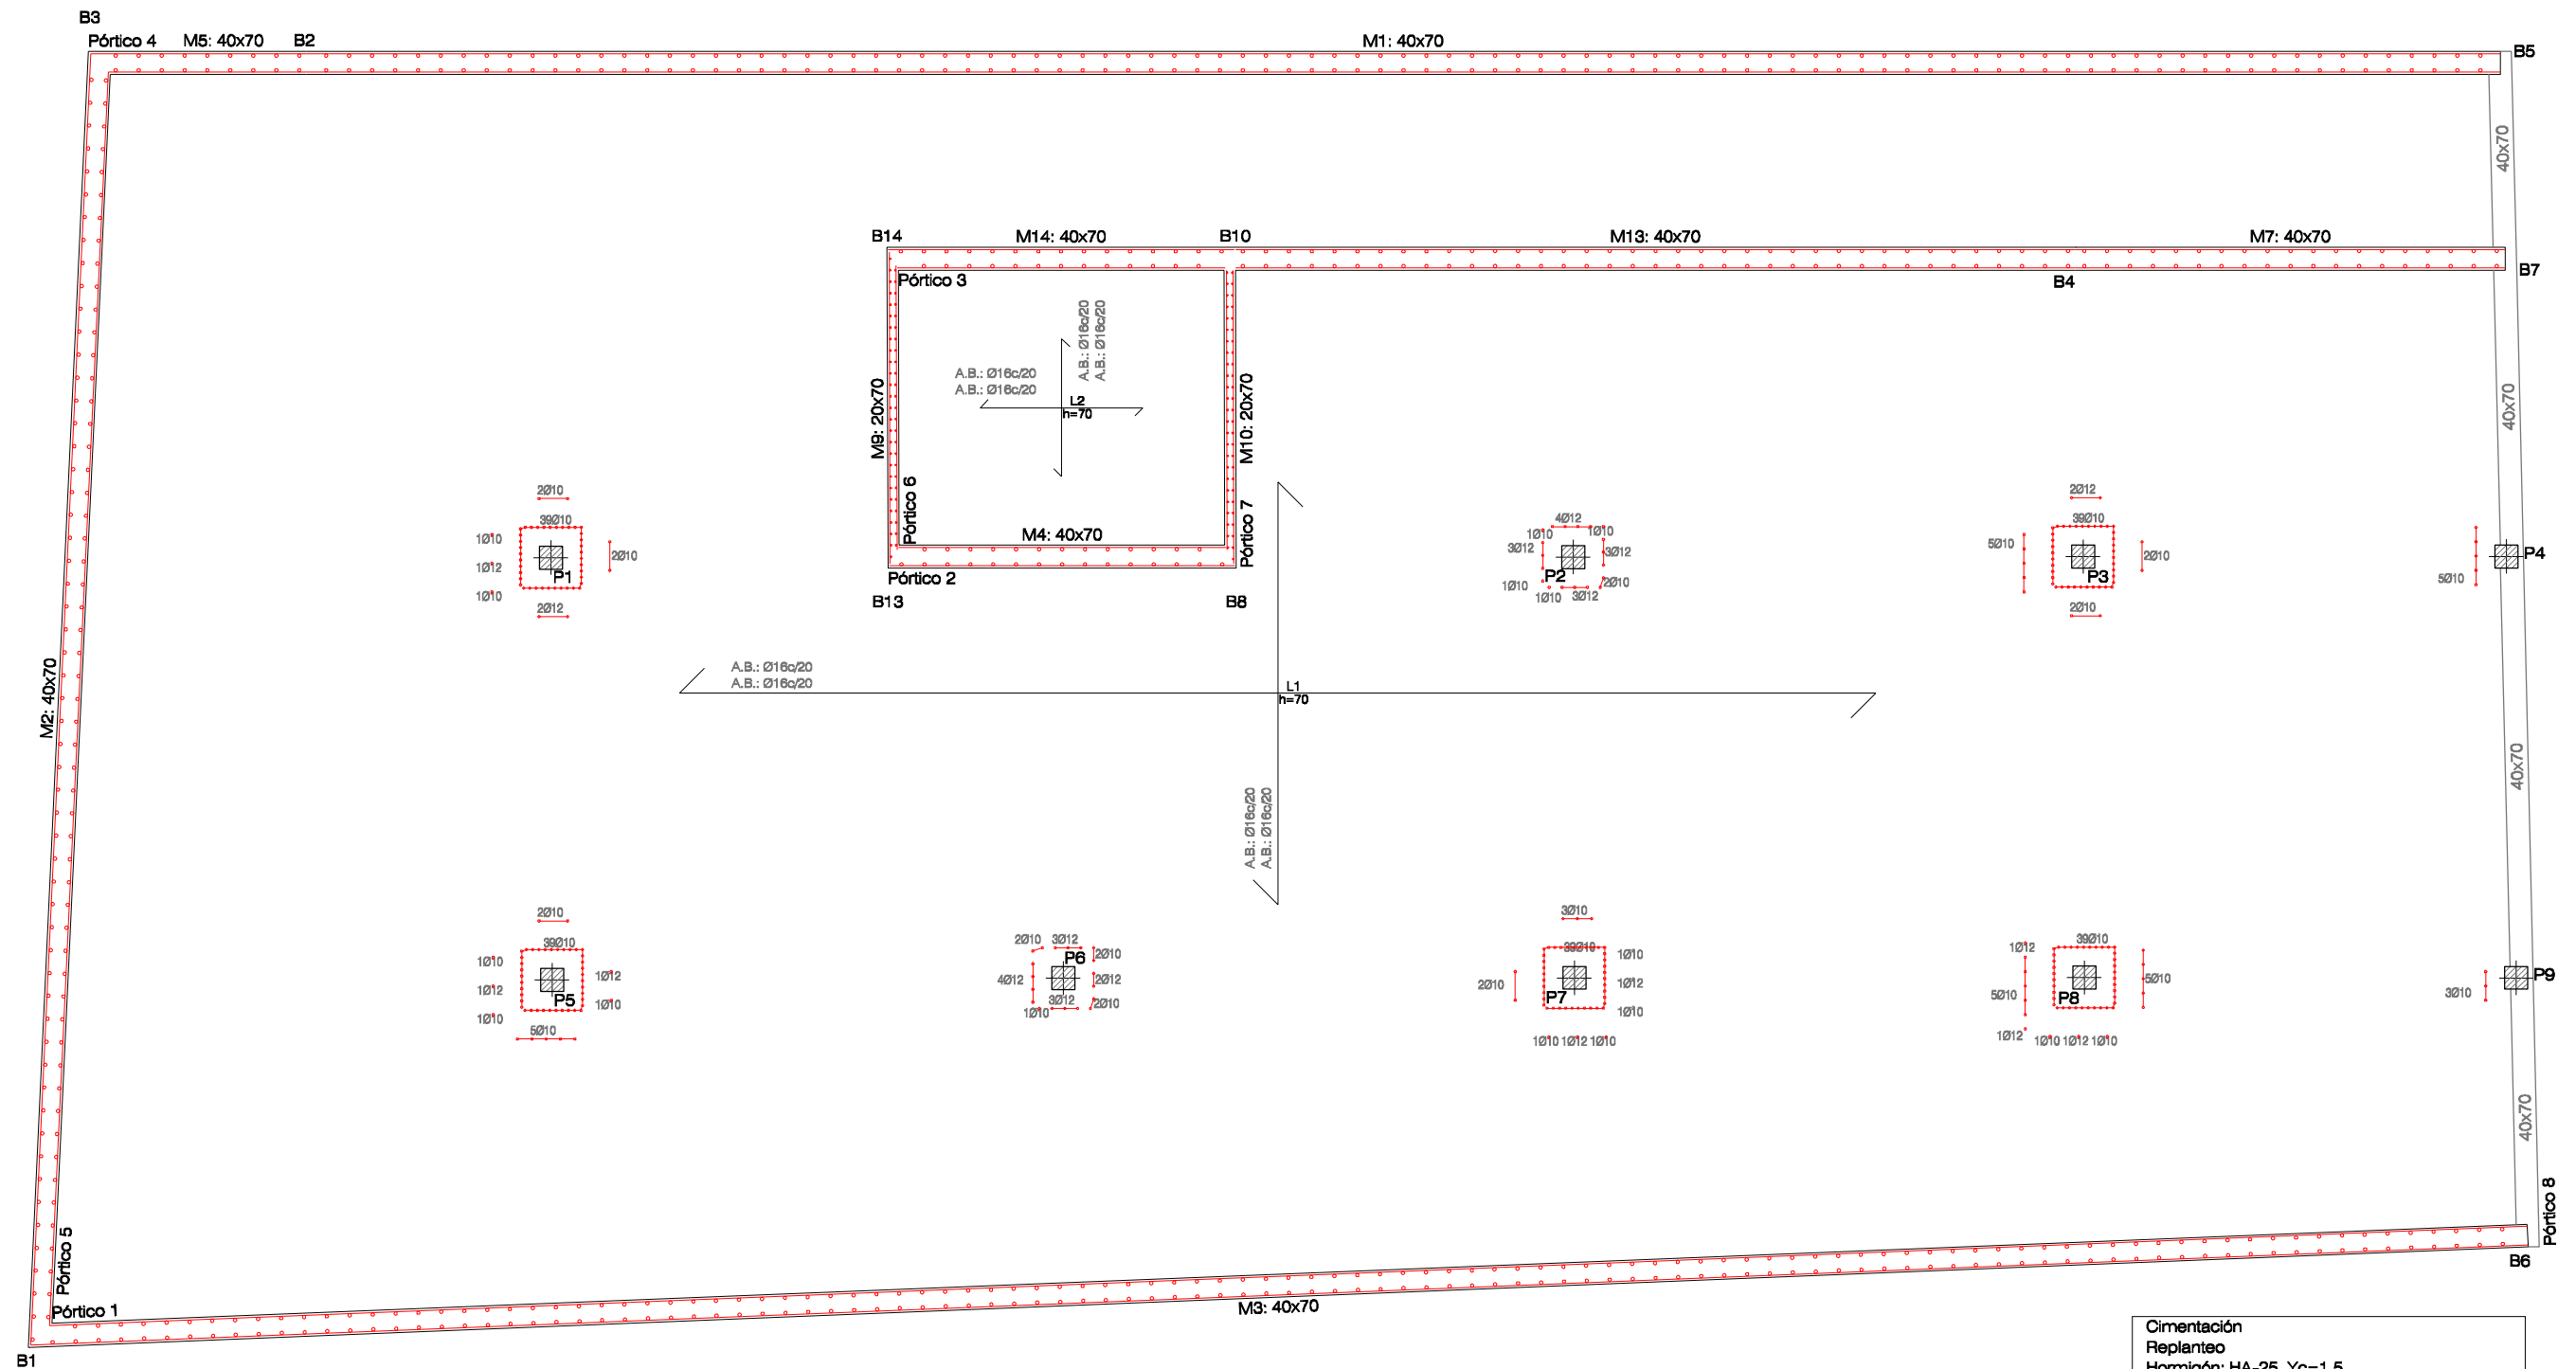 B3
Pórtico 4
M5: 40x70
B2
M1: 40x70
B5
40x70
B14
M14: 40x70
B10
M13: 40x70
M7: 40x70
B7
B4
Pórtico 3
A.B.: Ø16c/20
A.B.: Ø16c/20
A.B.: Ø16c/20
A.B.: Ø16c/20
L2
h=70
M9: 20x70
M10: 20x70
40x70
Pórtico 6
Pórtico 7
M4: 40x70
Pórtico 2
B13
B8
2Ø10
39Ø10
1Ø10
1Ø12
1Ø10
2Ø10
P1
2Ø12
4Ø12
1Ø10
1Ø10
3Ø12
3Ø12
P2
1Ø10
2Ø10
1Ø10
3Ø12
2Ø12
39Ø10
5Ø10
2Ø10
P3
2Ø10
P4
5Ø10
M2: 40x70
A.B.: Ø16c/20
A.B.: Ø16c/20
L1
h=70
A.B.: Ø16c/20
A.B.: Ø16c/20
40x70
2Ø10
39Ø10
1Ø10
1Ø12
1Ø10
1Ø12
1Ø10
P5
5Ø10
2Ø10
3Ø12
2Ø10
P6
4Ø12
2Ø12
3Ø12
2Ø10
1Ø10
3Ø10
39Ø10
1Ø10
2Ø10
1Ø12
P7
1Ø10
1Ø10 1Ø12 1Ø10
39Ø10
1Ø12
5Ø10
5Ø10
P8
1Ø12
1Ø10 1Ø12 1Ø10
P9
3Ø10
40x70
Pórtico 8
B6
Pórtico 5
Pórtico 1
M3: 40x70
B1
Cimentación
Replanteo
Hormigón: HA-25, Yc=1.5